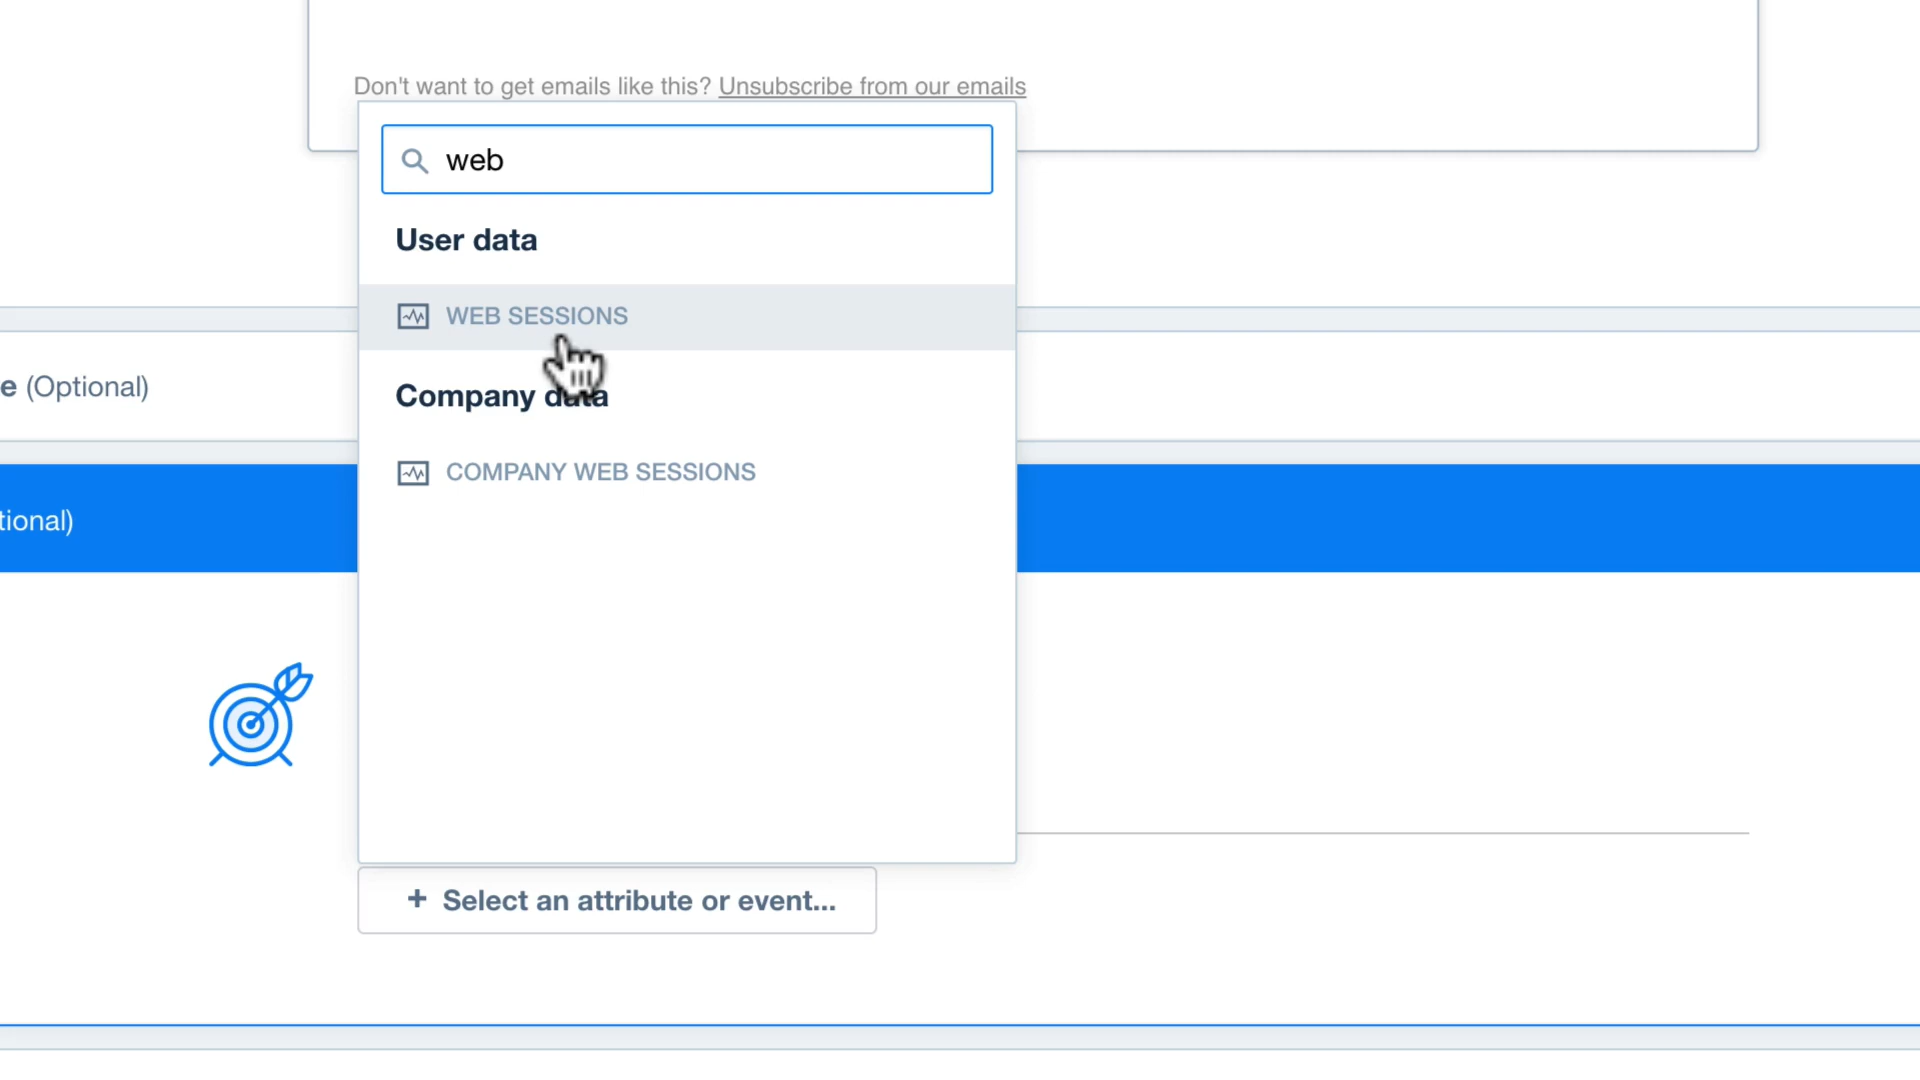 Don't want to get emails like this? Unsubscribe from our emails
web
User data
WEB SESSIONS
e (Optional)
Company data
COMPANY WEB SESSIONS
tional)
+ Select an attribute or event...